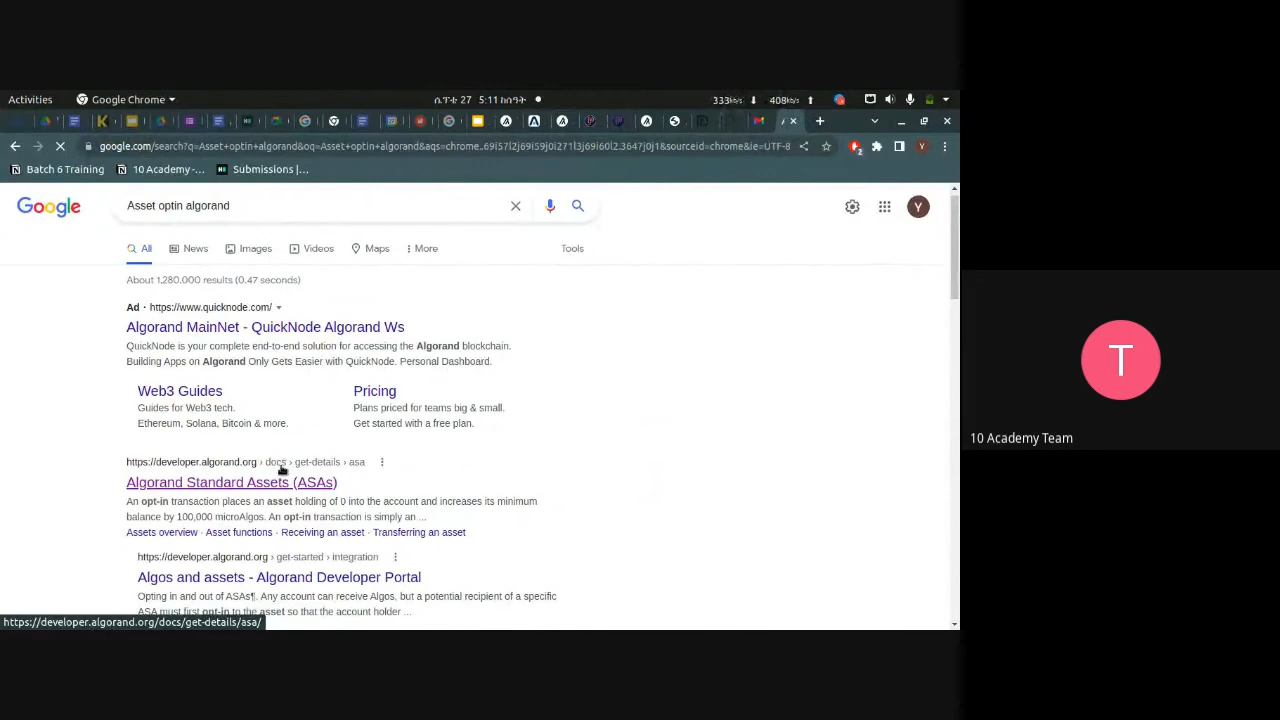 Activities
Google Chrome
ሴፕቴ 27 5:11 ከሰዓት
333kb/s
408kb/s
google.com/search?q=Asset+optin+algorand&oq=Asset+optin+algorand&aqs=chrome..69i57l2j69i59j0i271l3j69i60l2.3647j0j1&sourceid=chrome&ie=UTF-8
2
Y
Batch 6 Training
10 Academy -...
Submissions |...
Google
Asset optin algorand
Y
All
News
Images
Videos
Maps
More
Tools
About 1,280,000 results (0.47 seconds)
Ad · https://www.quicknode.com/
Algorand MainNet - QuickNode Algorand Ws
QuickNode is your complete end-to-end solution for accessing the Algorand blockchain.
Building Apps on Algorand Only Gets Easier with QuickNode. Personal Dashboard.
Web3 Guides
Guides for Web3 tech.
Ethereum, Solana, Bitcoin & more.
Pricing
Plans priced for teams big & small.
Get started with a free plan.
https://developer.algorand.org › docs › get-details › asa
Algorand Standard Assets (ASAs)
An opt-in transaction places an asset holding of 0 into the account and increases its minimum
balance by 100,000 microAlgos. An opt-in transaction is simply an ...
Assets overview · Asset functions · Receiving an asset · Transferring an asset
https://developer.algorand.org › get-started › integration
Algos and assets - Algorand Developer Portal
Opting in and out of ASAs¶. Any account can receive Algos, but a potential recipient of a specific
ASA must first opt-in to the asset so that the account holder ...
https://developer.algorand.org/docs/get-details/asa/
T
10 Academy Team